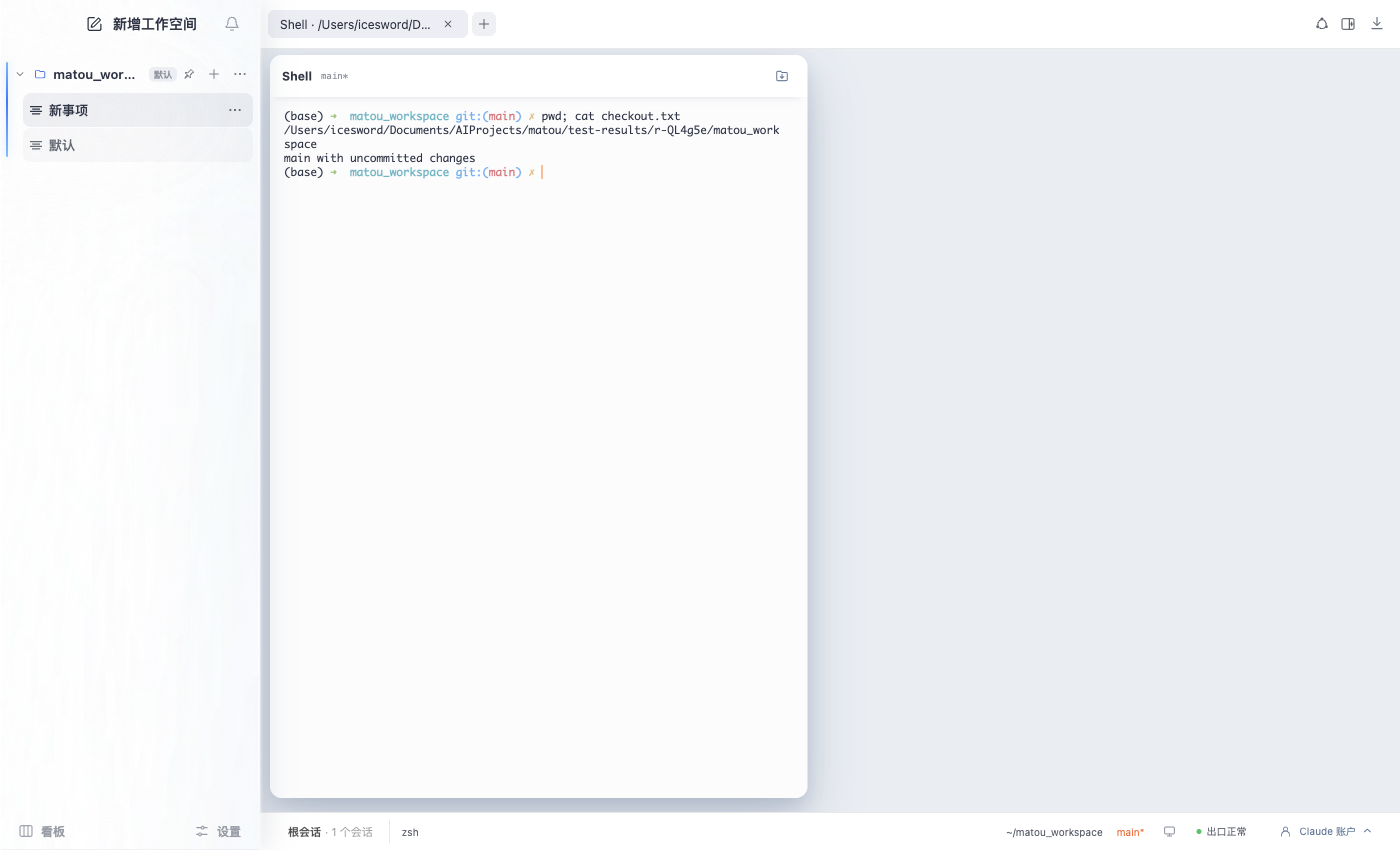 新增工作空间
Shell · /Users/icesword/D...
matou_wor... 默认
新事项
默认
Shell main*
(base) ➜ matou_workspace git:(main) ✗ pwd; cat checkout.txt
/Users/icesword/Documents/AIProjects/matou/test-results/r-QL4g5e/matou_work
space
main with uncommitted changes
(base) ➜ matou_workspace git:(main) ✗
看板 设置
根会话 · 1 个会话 zsh
~/matou_workspace main* 出口正常 Claude 账户